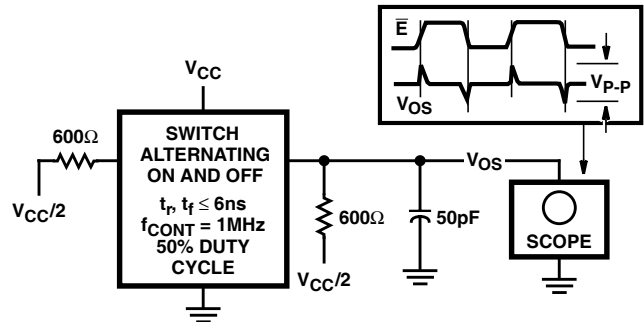 E̅
V_OS
V_P-P
V_CC
600Ω
V_CC/2
SWITCH
ALTERNATING
ON AND OFF
t_r, t_f ≤ 6ns
f_CONT = 1MHz
50% DUTY
CYCLE
V_OS
600Ω
50pF
V_CC/2
SCOPE